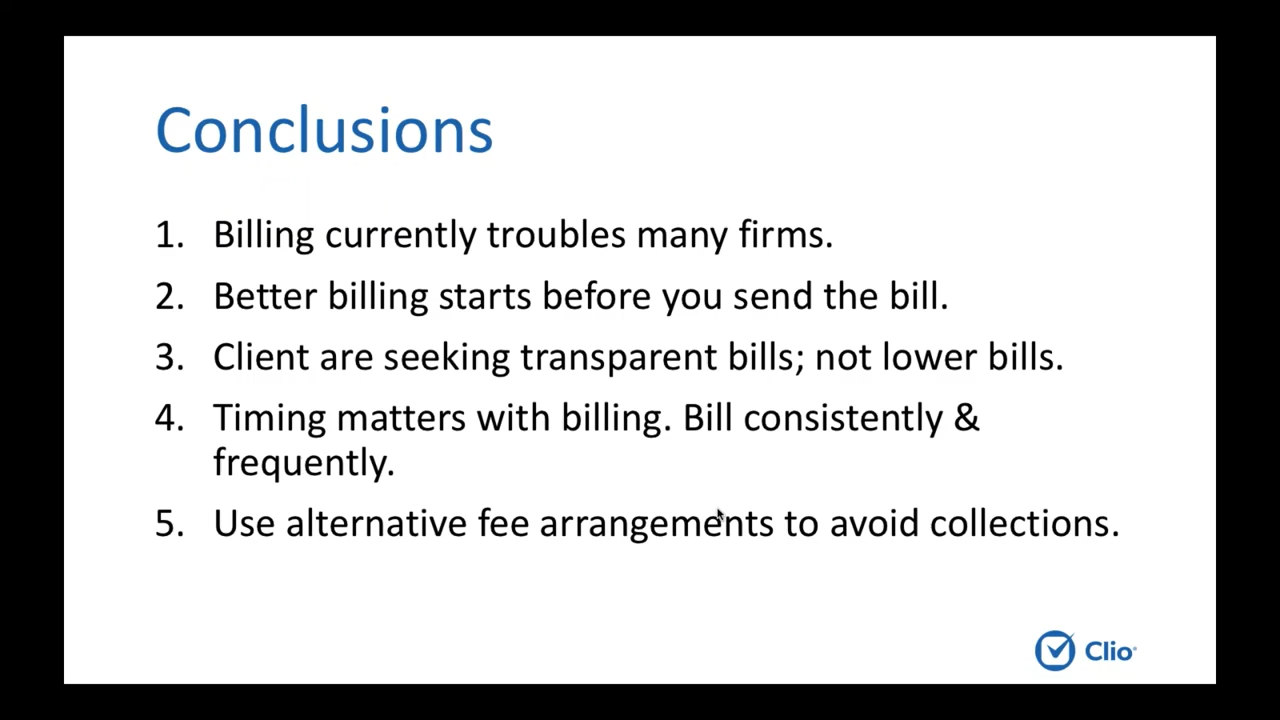 Conclusions
1. Billing currently troubles many firms.
2. Better billing starts before you send the bill.
3. Client are seeking transparent bills; not lower bills.
4. Timing matters with billing. Bill consistently &
frequently.
5. Use alternative fee arrangements to avoid collections.
Clio